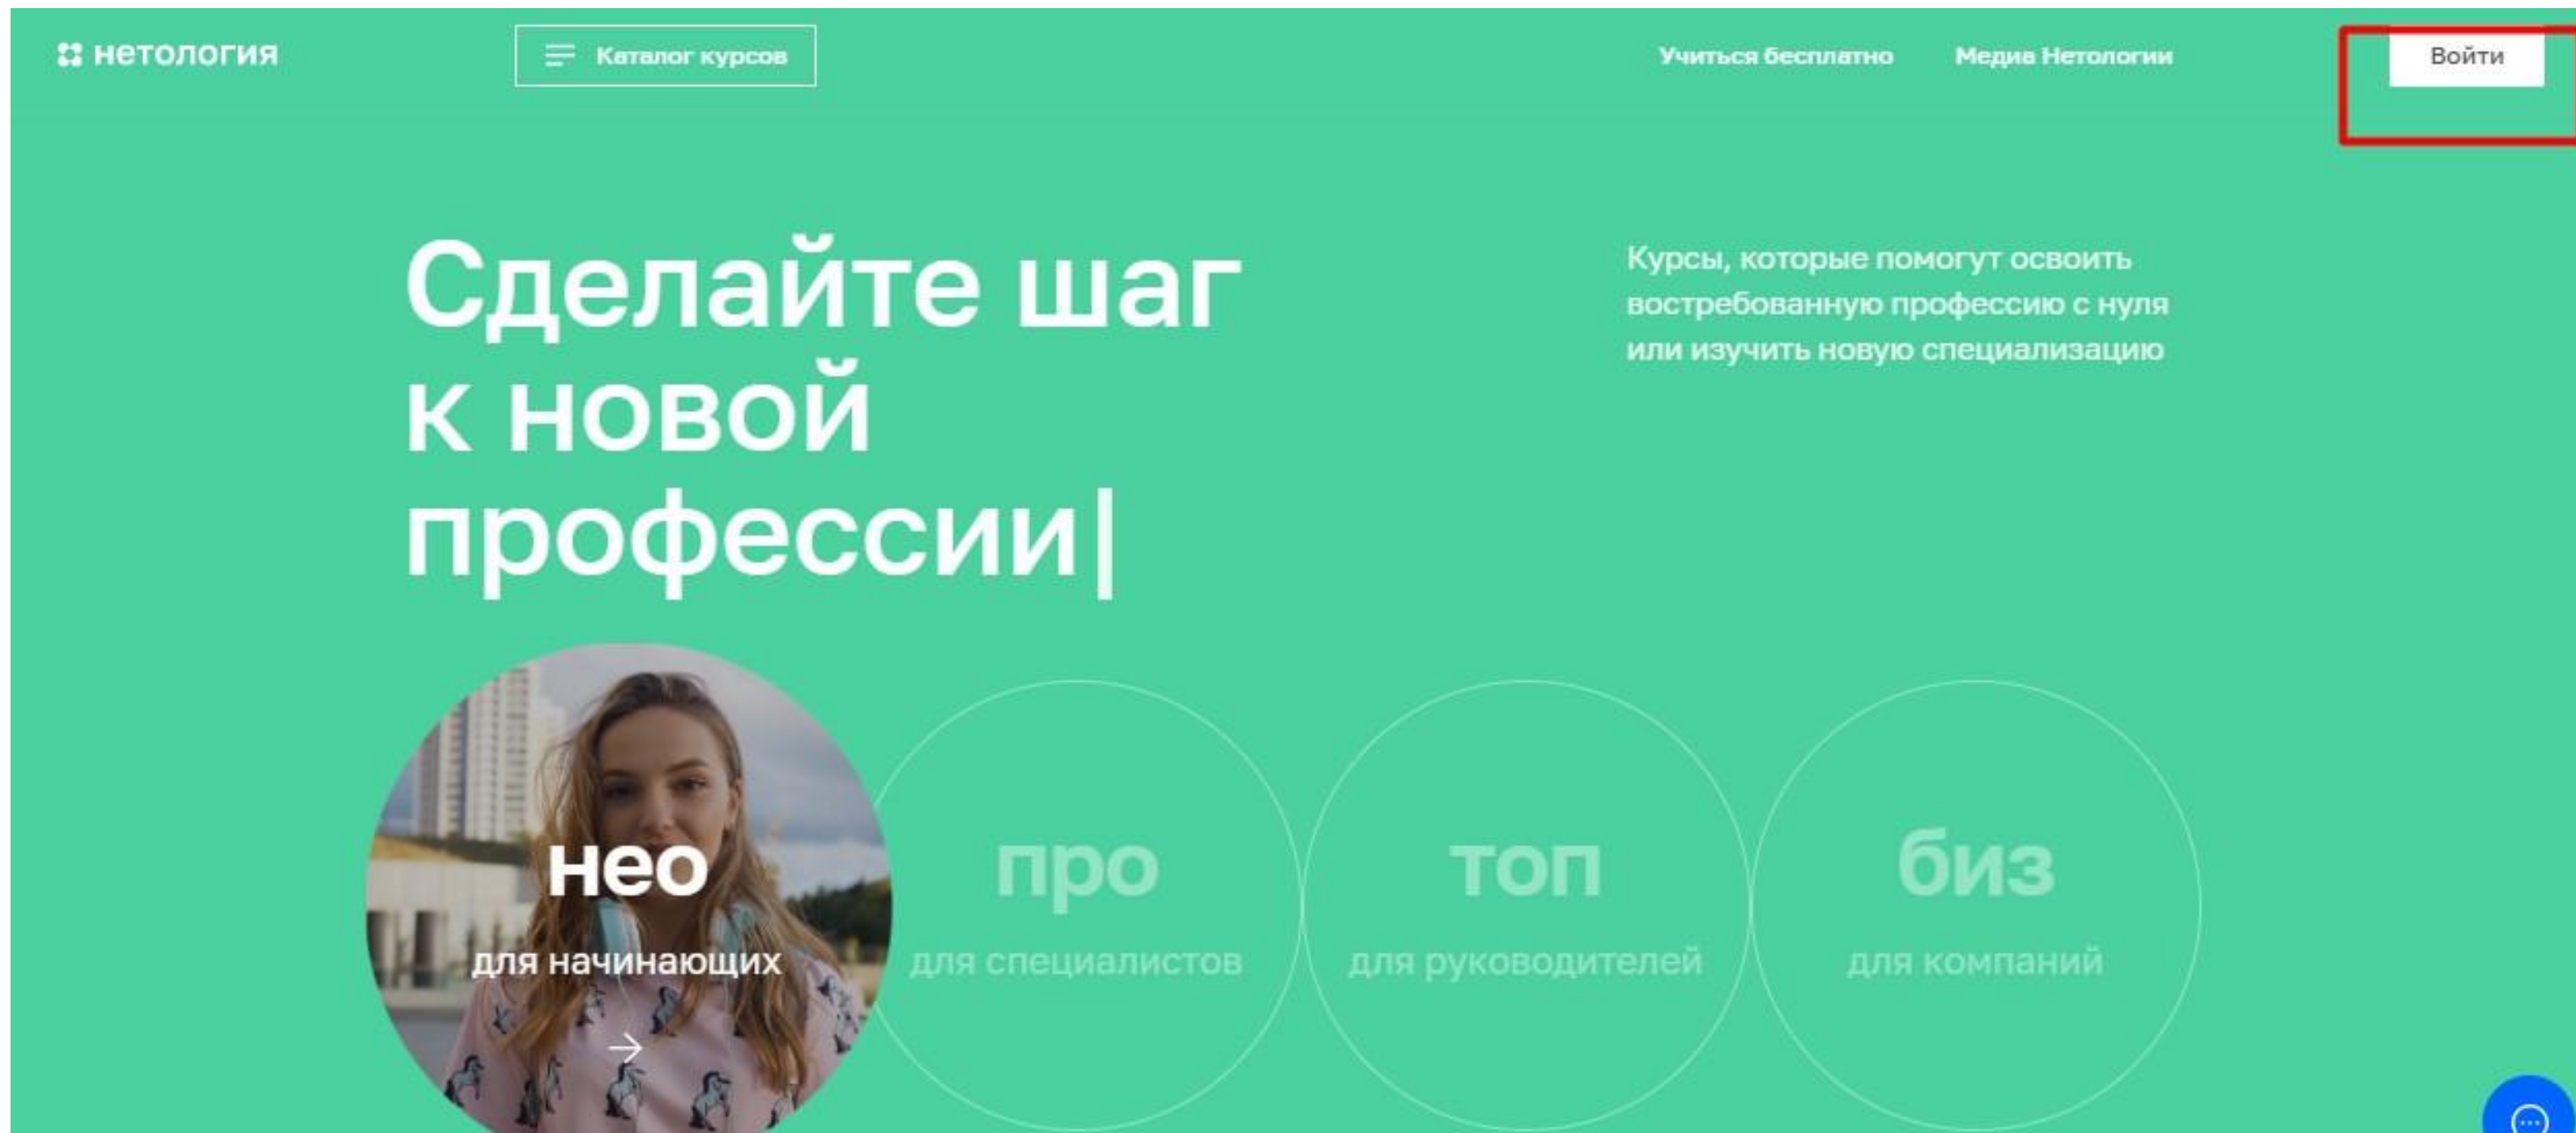 нетология
Каталог курсов
Учиться бесплатно
Медиа Нетологии
Войти
Сделайте шаг
к новой
профессии
Курсы, которые помогут освоить
востребованную профессию с нуля
или изучить новую специализацию
нео
для начинающих
про
для специалистов
топ
для руководителей
биз
для компаний